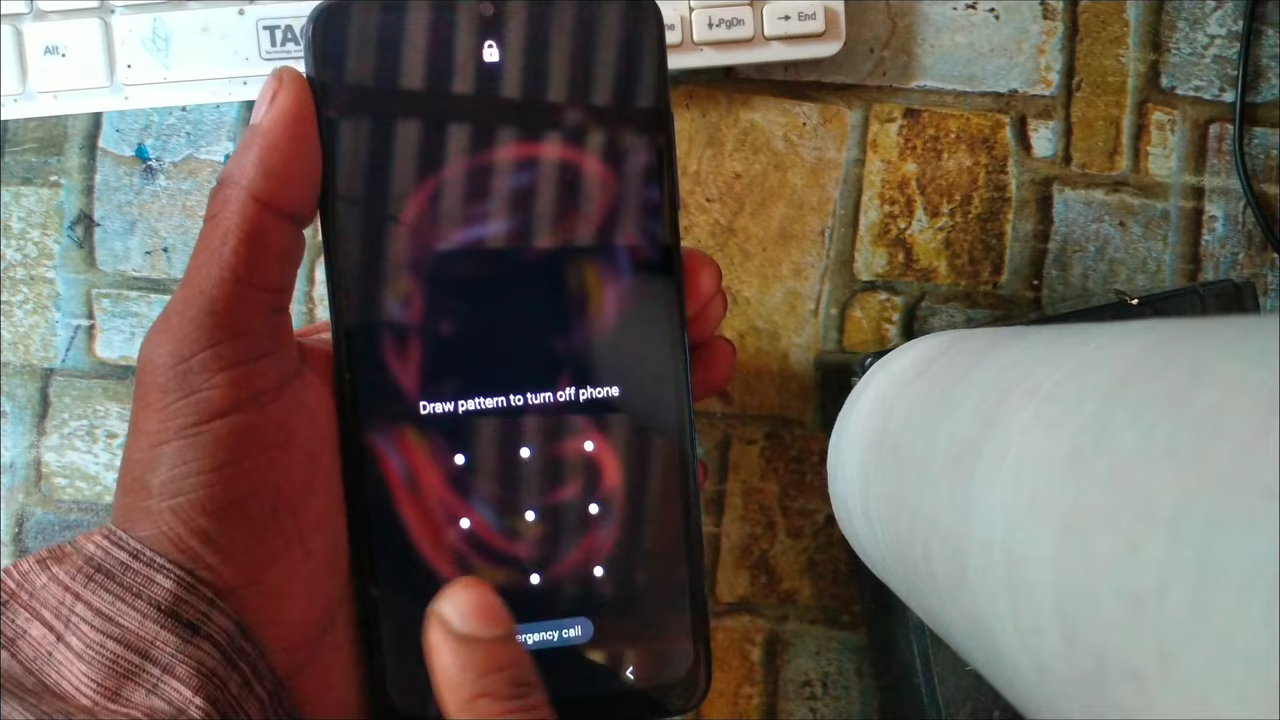 Alt
TAG
PgDn
End
Draw pattern to turn off phone
ergency call